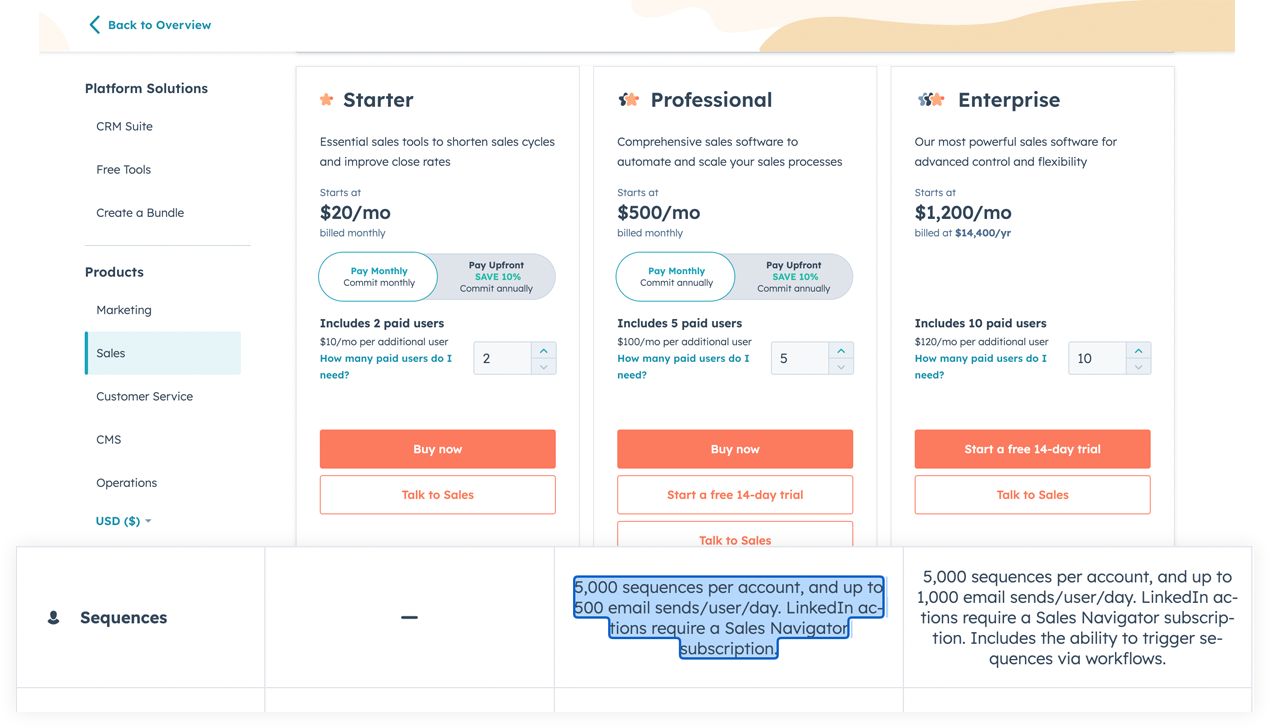 Back to Overview
Platform Solutions
CRM Suite
Free Tools
Create a Bundle
Products
Marketing
Sales
Customer Service
CMS
Operations
USD ($)
Starter
Essential sales tools to shorten sales cycles
and improve close rates
Starts at
$20/mo
billed monthly
Pay Monthly
Commit monthly
Pay Upfront
SAVE 10%
Commit annually
Includes 2 paid users
$10/mo per additional user
How many paid users do I
need?
2
Buy now
Talk to Sales
Professional
Comprehensive sales software to
automate and scale your sales processes
Starts at
$500/mo
billed monthly
Pay Monthly
Commit annually
Pay Upfront
SAVE 10%
Commit annually
Includes 5 paid users
$100/mo per additional user
How many paid users do I
need?
5
Buy now
Start a free 14-day trial
Talk to Sales
Enterprise
Our most powerful sales software for
advanced control and flexibility
Starts at
$1,200/mo
billed at $14,400/yr
Includes 10 paid users
$120/mo per additional user
How many paid users do I
need?
10
Start a free 14-day trial
Talk to Sales
Sequences
—
5,000 sequences per account, and up to
500 email sends/user/day. LinkedIn ac-
tions require a Sales Navigator
subscription.
5,000 sequences per account, and up to
1,000 email sends/user/day. LinkedIn ac-
tions require a Sales Navigator subscrip-
tion. Includes the ability to trigger se-
quences via workflows.